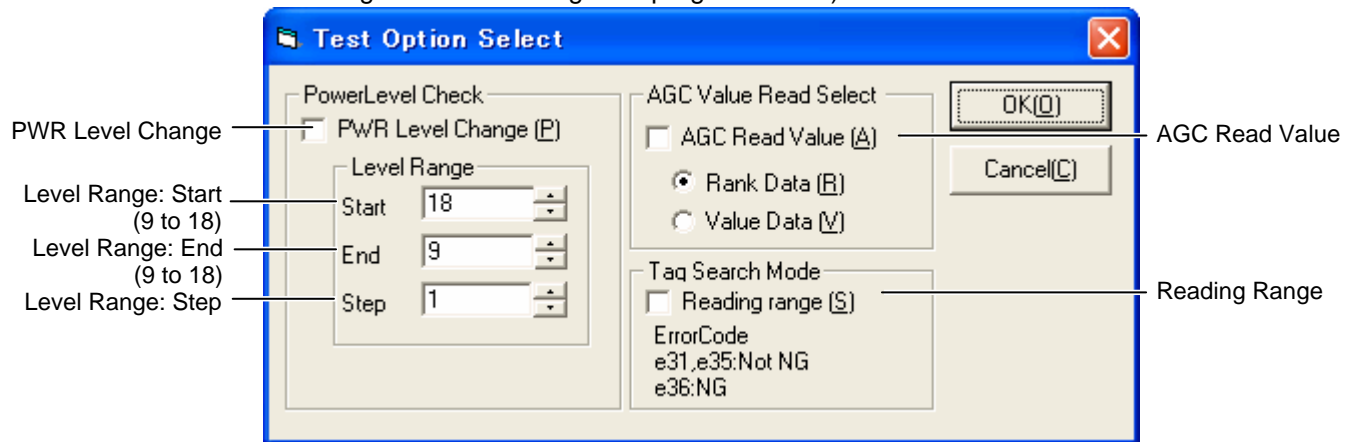 Test Option Select
PowerLevel Check
PWR Level Change (P)
Level Range
Start 18
End 9
Step 1
AGC Value Read Select
AGC Read Value (A)
Rank Data (R)
Value Data (V)
Tag Search Mode
Reading range (S)
ErrorCode
e31,e35:Not NG
e36:NG
OK(O)
Cancel(C)
PWR Level Change
Level Range: Start
(9 to 18)
Level Range: End
(9 to 18)
Level Range: Step
AGC Read Value
Reading Range